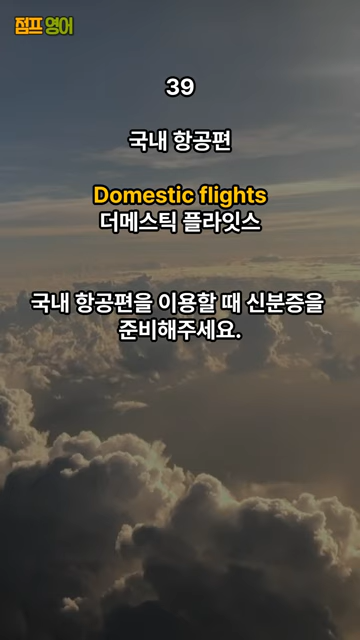 점프 영어
39
국내 항공편
Domestic flights
더메스틱 플라잇스
국내 항공편을 이용할 때 신분증을
준비해주세요.